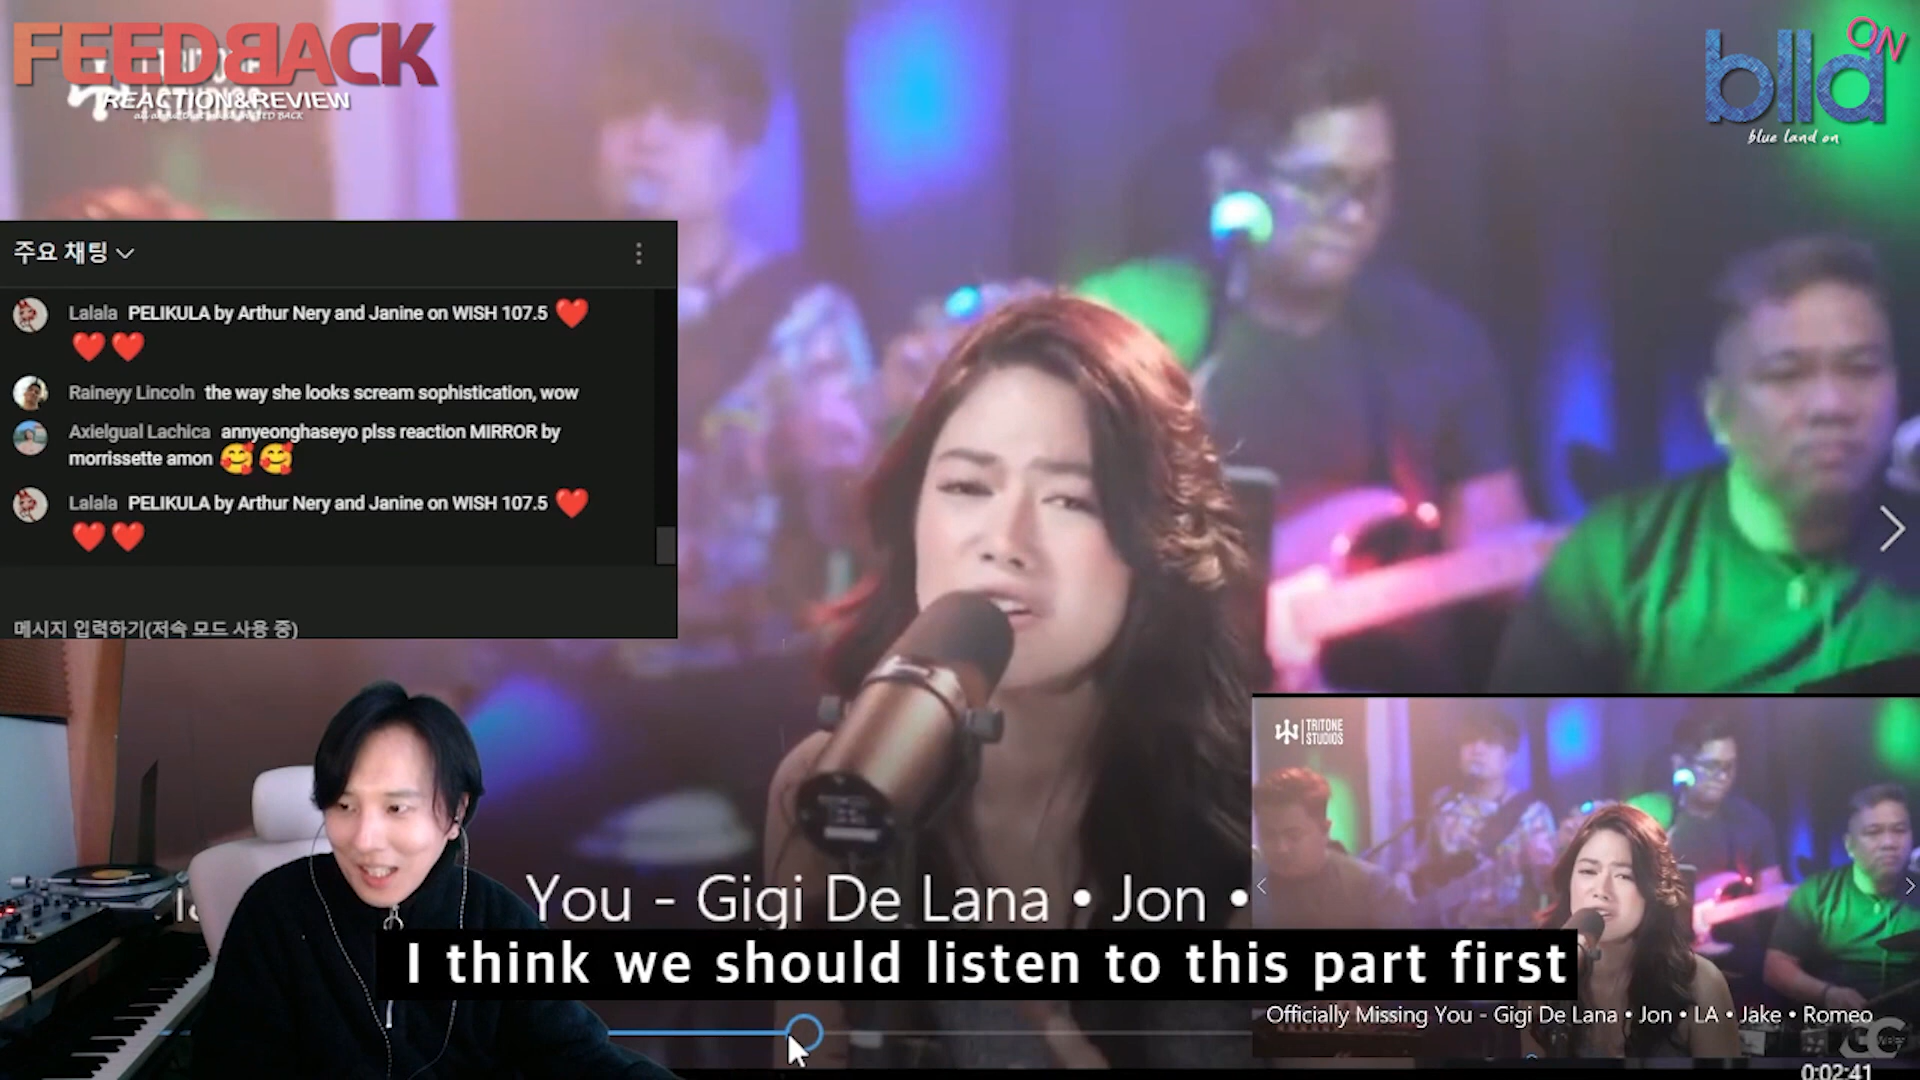 FEEDBACK
REACTION&REVIEW
ON
blld
blue land on
주요 채팅
Lalala PELIKULA by Arthur Nery and Janine on WISH 107.5 ❤️
❤️❤️
Raineyy Lincoln the way she looks scream sophistication, wow
Axielgual Lachica annyeonghaseyo plss reaction MIRROR by
morrissette amon 🥰🥰
Lalala PELIKULA by Arthur Nery and Janine on WISH 107.5 ❤️
❤️❤️
메시지 입력하기(저속 모드 사용 중)
TRITONE
STUDIOS
You - Gigi De Lana • Jon •
I think we should listen to this part first
Officially Missing You - Gigi De Lana • Jon • LA • Jake • Romeo
GC
0:02:41